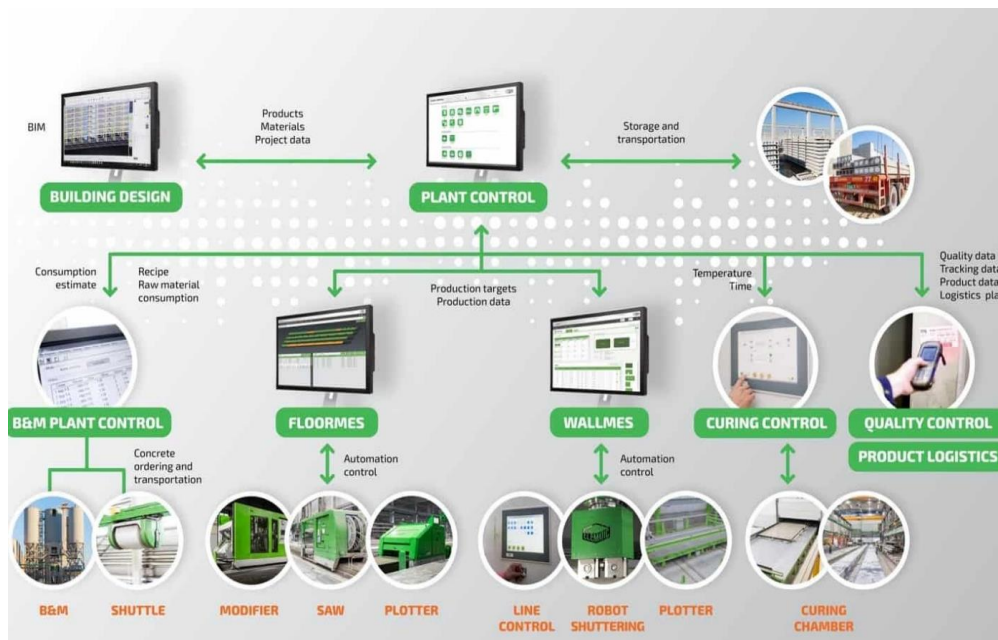 BIM
Products
Materials
Project data
Storage and
transportation
BUILDING DESIGN
PLANT CONTROL
Consumption
estimate
Recipe
Raw material
consumption
Production targets
Production data
Temperature
Time
Quality data
Tracking data
Product data
Logistics pla
B&M PLANT CONTROL
FLOORMES
WALLMES
CURING CONTROL
QUALITY CONTROL
PRODUCT LOGISTICS
Concrete
ordering and
transportation
Automation
control
Automation
control
ELEMATIC
B&M
SHUTTLE
MODIFIER
SAW
PLOTTER
LINE
CONTROL
ROBOT
SHUTTERING
PLOTTER
CURING
CHAMBER